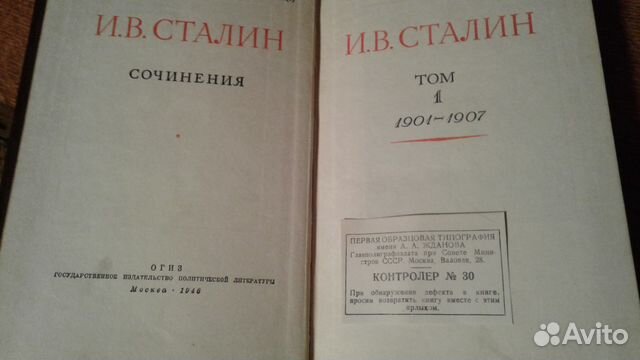 И.В. СТАЛИН
СОЧИНЕНИЯ
ОГИЗ
ГОСУДАРСТВЕННОЕ ИЗДАТЕЛЬСТВО ПОЛИТИЧЕСКОЙ ЛИТЕРАТУРЫ
Москва · 1946
И.В. СТАЛИН
ТОМ
1
1901–1907
ПЕРВАЯ ОБРАЗЦОВАЯ ТИПОГРАФИЯ
имени А. А. ЖДАНОВА
Главполиграфиздата при Совете Мини-
стров СССР. Москва, Валовая, 28.
КОНТРОЛЕР № 30
При обнаружении дефекта в книге,
просим возвратить книгу вместе с этим
ярлыком.
Avito